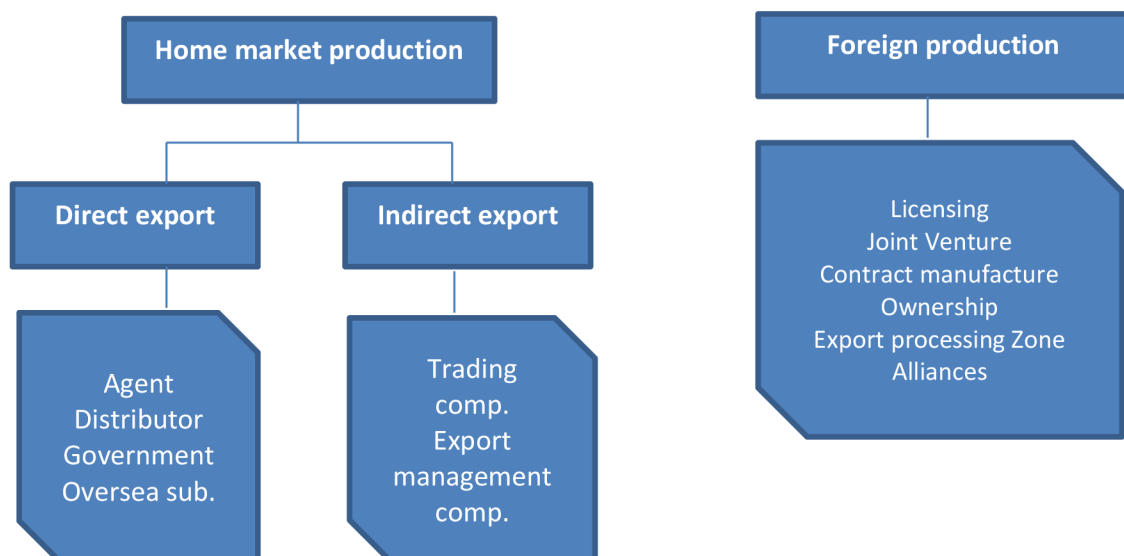 Home market production
Foreign production
Direct export
Indirect export
Agent
Distributor
Government
Oversea sub.
Trading
comp.
Export
management
comp.
Licensing
Joint Venture
Contract manufacture
Ownership
Export processing Zone
Alliances